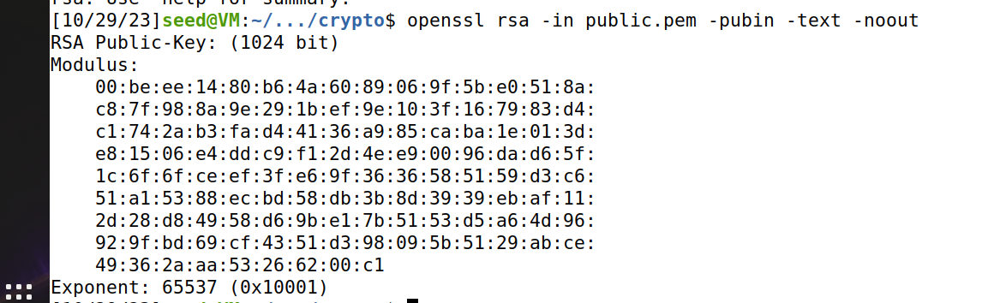 [10/29/23]seed@VM:~/.../crypto$ openssl rsa -in public.pem -pubin -text -noout
RSA Public-Key: (1024 bit)
Modulus:
    00:be:ee:14:80:b6:4a:60:89:06:9f:5b:e0:51:8a:
    c8:7f:98:8a:9e:29:1b:ef:9e:10:3f:16:79:83:d4:
    c1:74:2a:b3:fa:d4:41:36:a9:85:ca:ba:1e:01:3d:
    e8:15:06:e4:dd:c9:f1:2d:4e:e9:00:96:da:d6:5f:
    1c:6f:6f:ce:ef:3f:e6:9f:36:36:58:51:59:d3:c6:
    51:a1:53:88:ec:bd:58:db:3b:8d:39:39:eb:af:11:
    2d:28:d8:49:58:d6:9b:e1:7b:51:53:d5:a6:4d:96:
    92:9f:bd:69:cf:43:51:d3:98:09:5b:51:29:ab:ce:
    49:36:2a:aa:53:26:62:00:c1
Exponent: 65537 (0x10001)